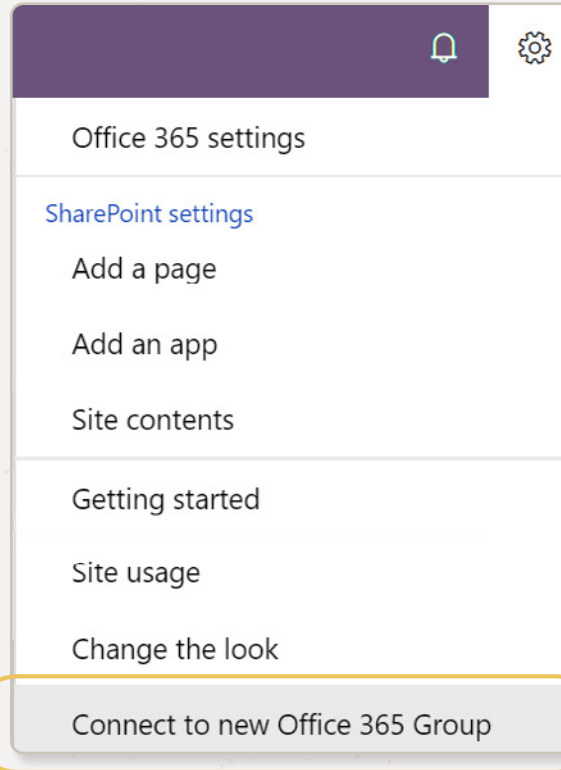 Office 365 settings
SharePoint settings
Add a page
Add an app
Site contents
Getting started
Site usage
Change the look
Connect to new Office 365 Group